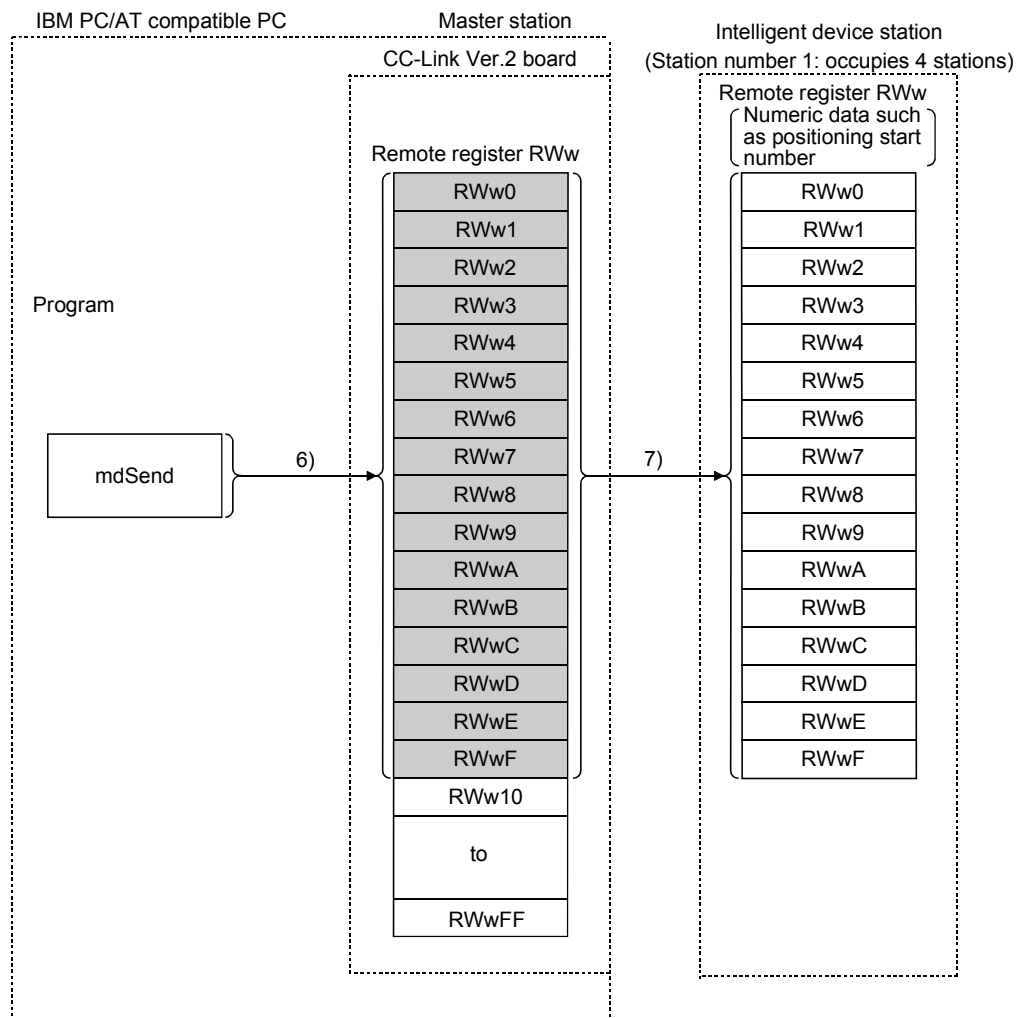 IBM PC/AT compatible PC
Master station
Intelligent device station
(Station number 1: occupies 4 stations)
CC-Link Ver.2 board
Remote register RWw
Numeric data such
as positioning start
number
Remote register RWw
RWw0
RWw1
RWw2
RWw3
RWw4
RWw5
RWw6
RWw7
RWw8
RWw9
RWwA
RWwB
RWwC
RWwD
RWwE
RWwF
RWw10
to
RWwFF
Program
mdSend
6)
7)
RWw0
RWw1
RWw2
RWw3
RWw4
RWw5
RWw6
RWw7
RWw8
RWw9
RWwA
RWwB
RWwC
RWwD
RWwE
RWwF